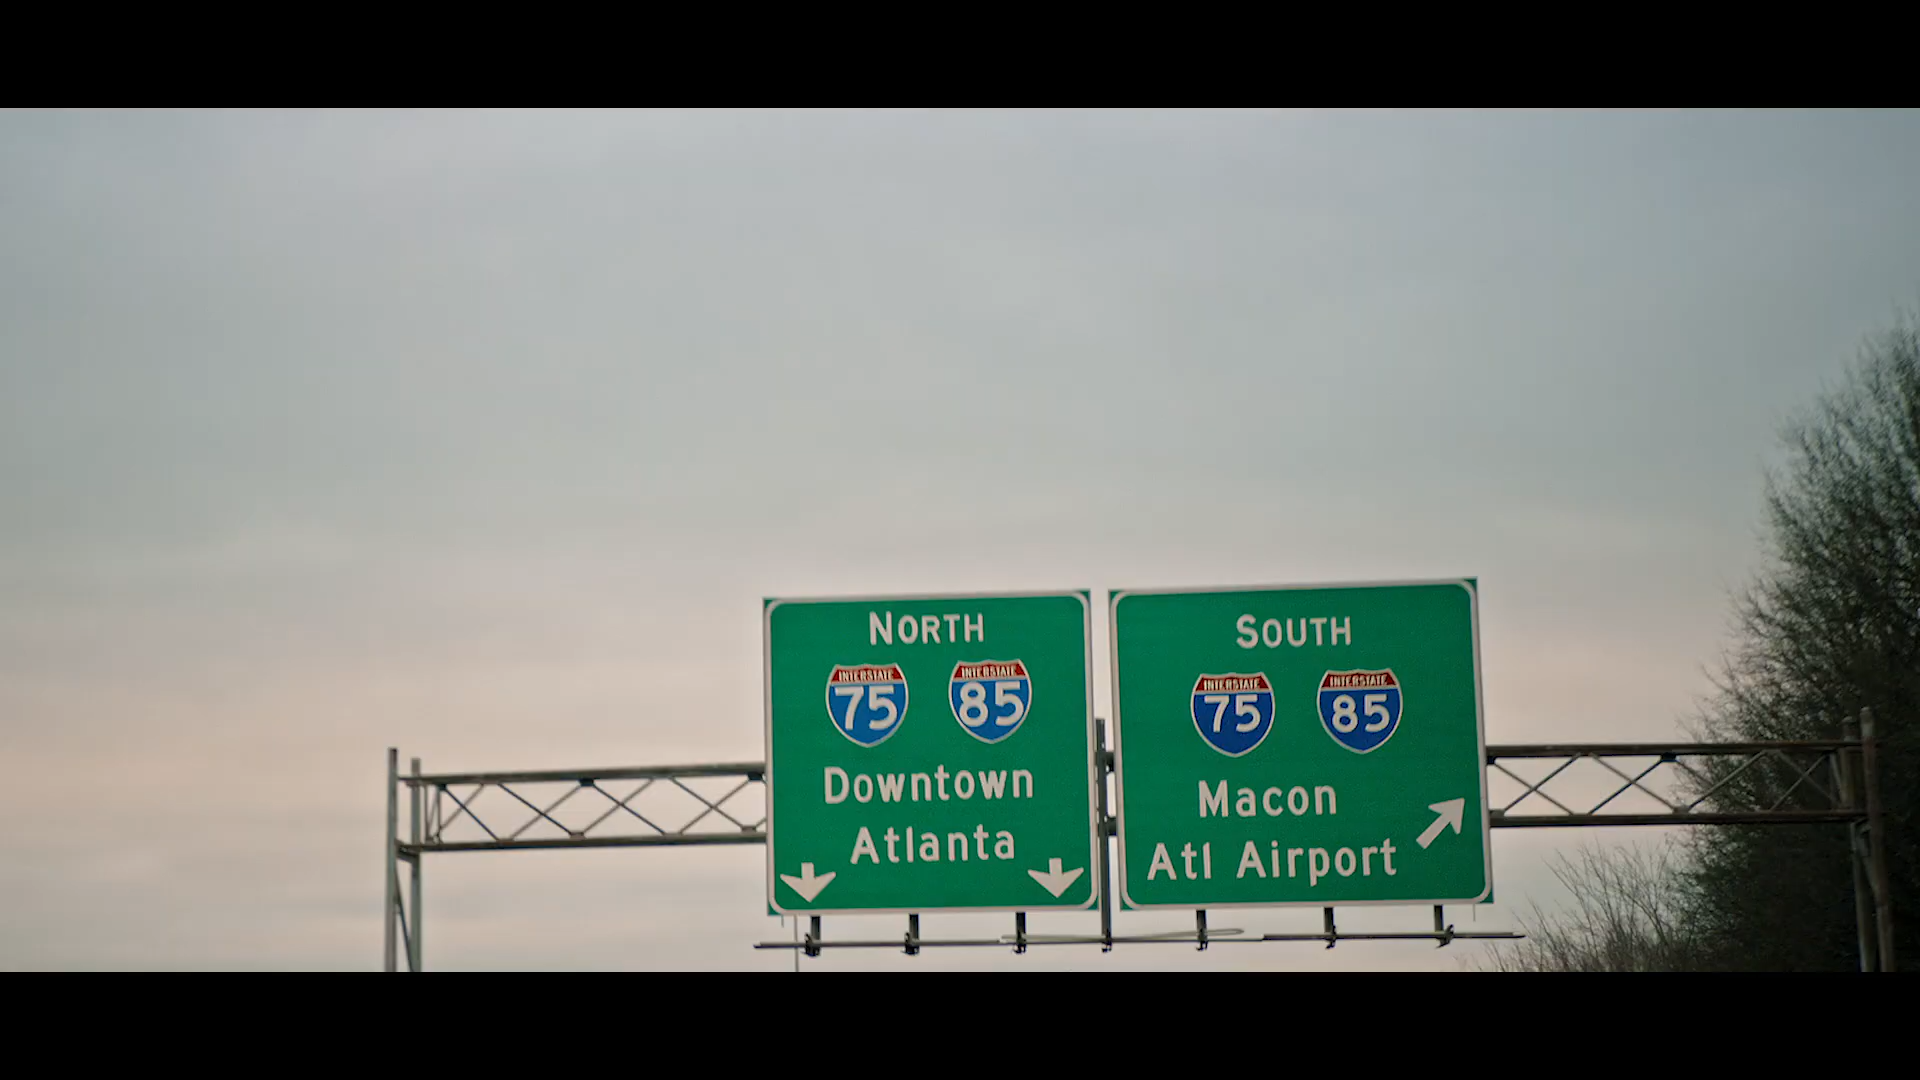 NORTH
INTERSTATE 75 INTERSTATE 85
Downtown
Atlanta
SOUTH
INTERSTATE 75 INTERSTATE 85
Macon
Atl Airport